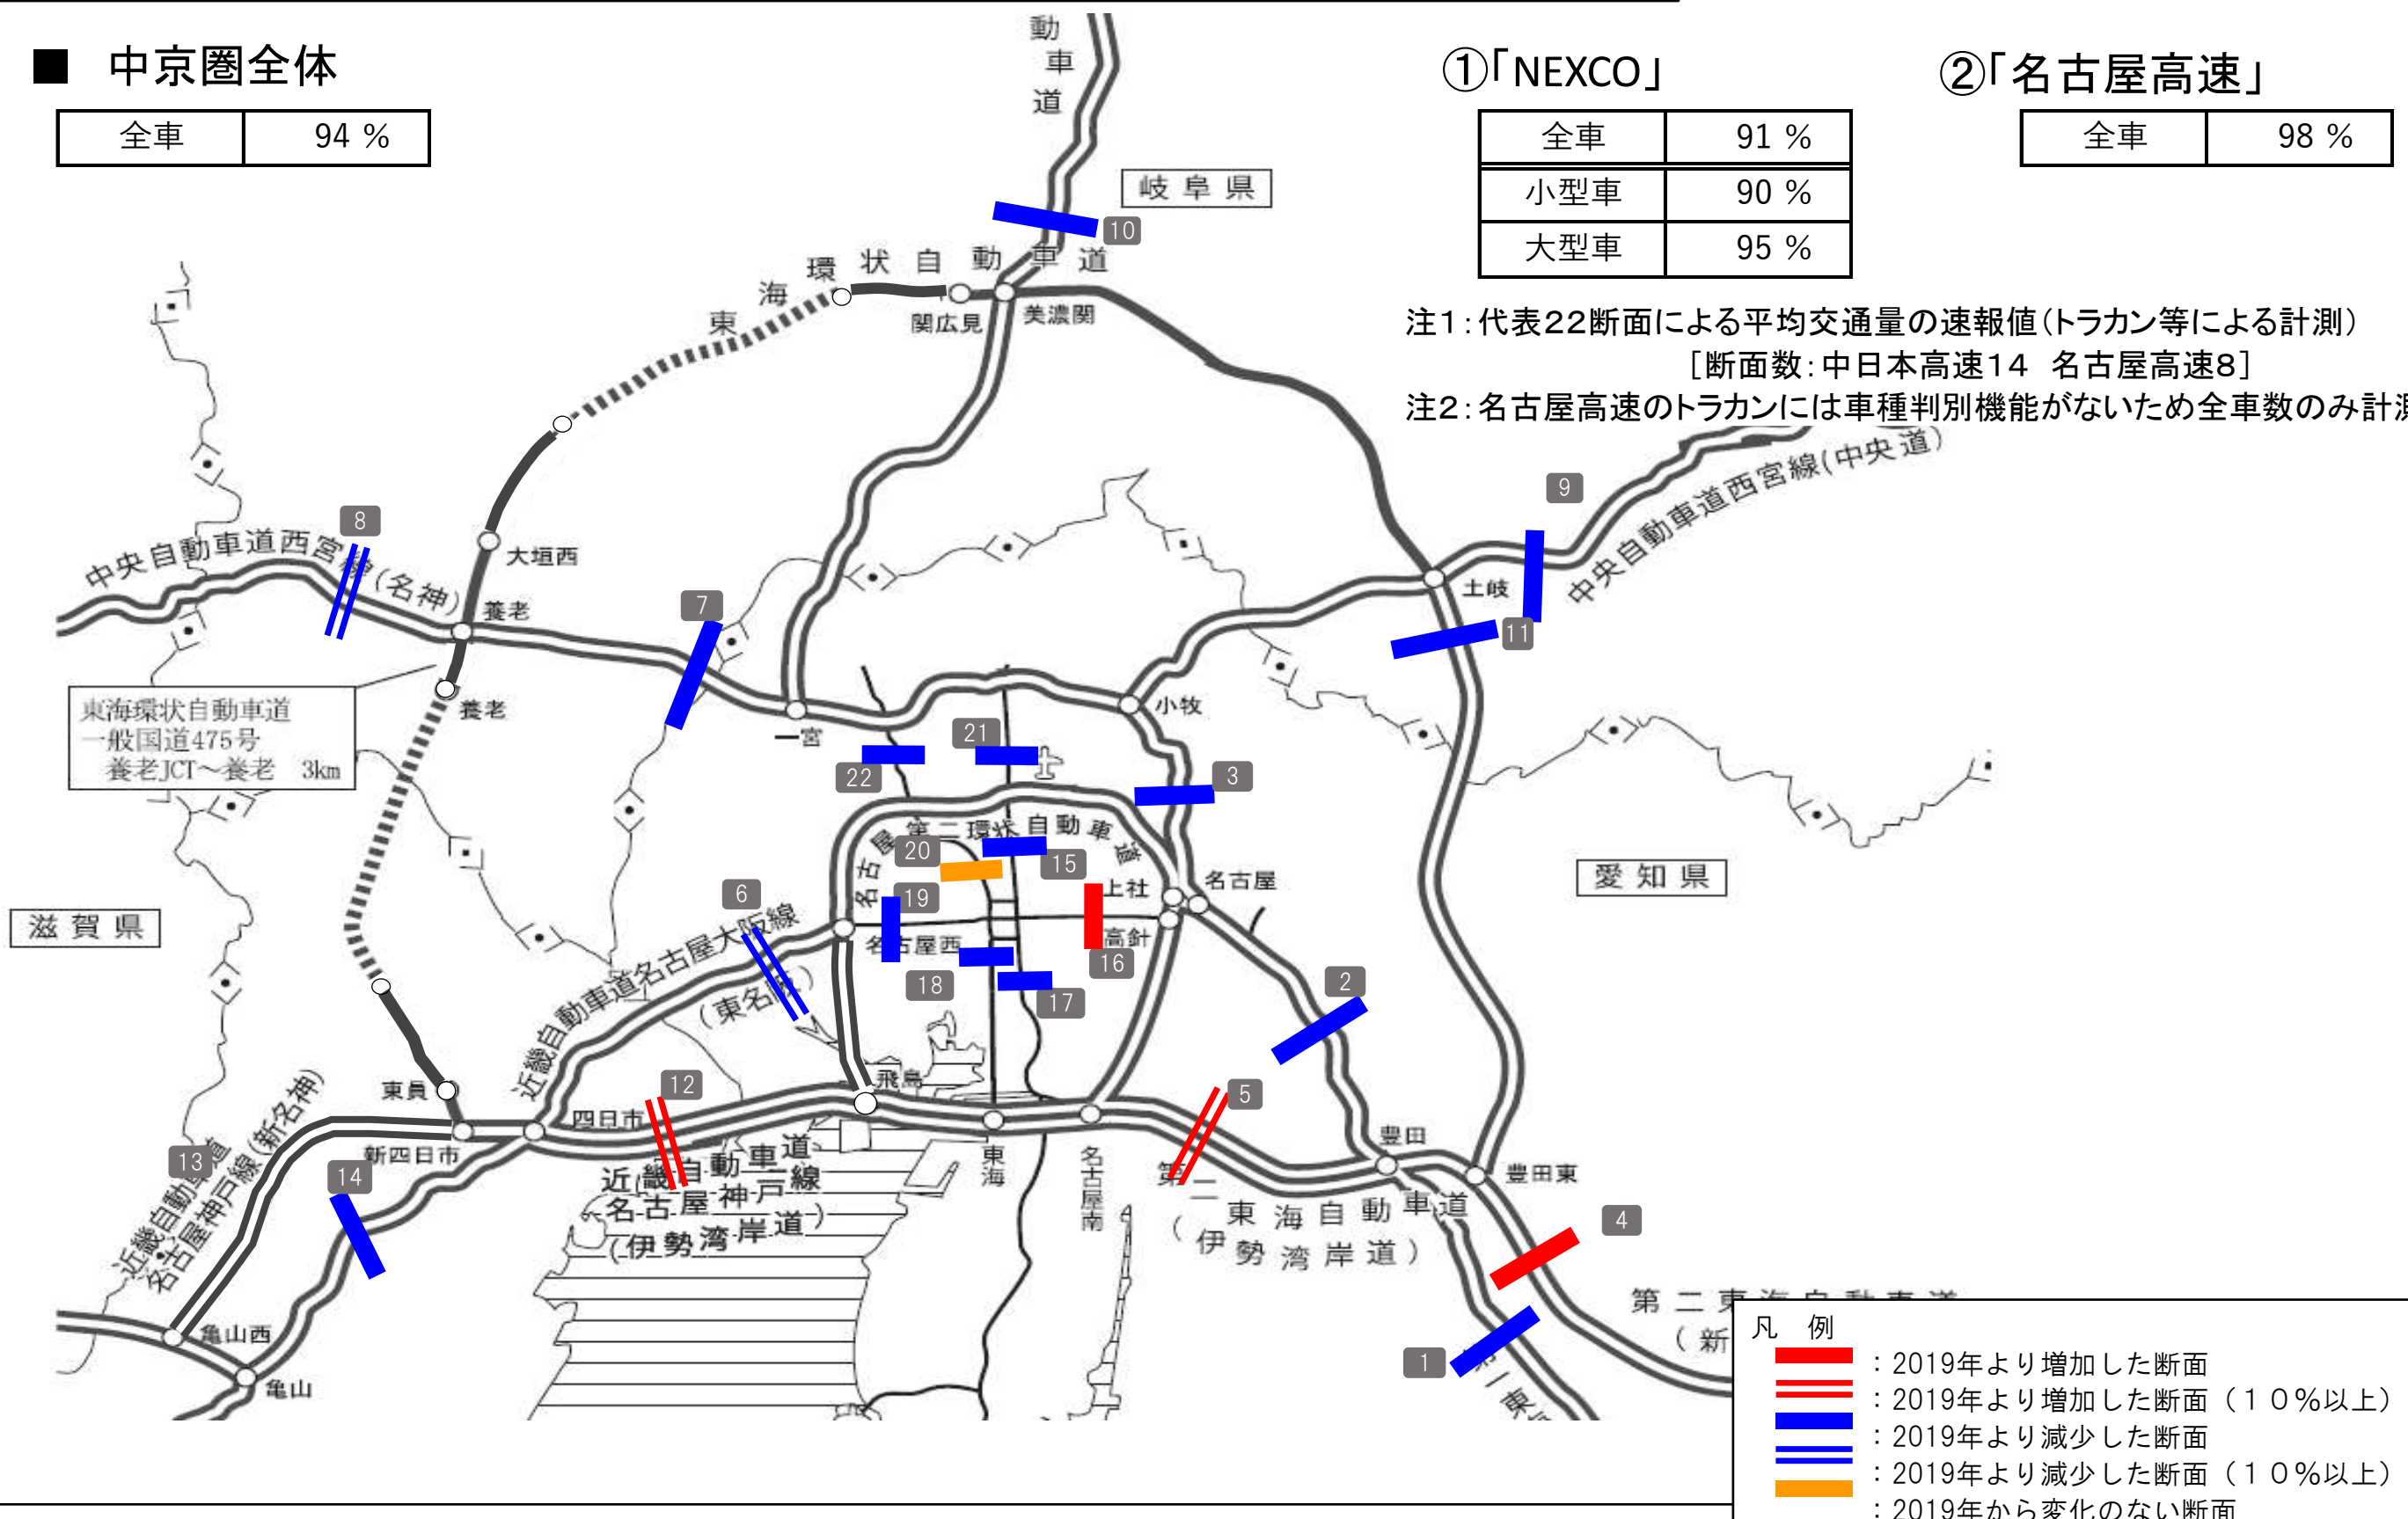 ■ 中京圏全体
全車 94 %
①「NEXCO」
全車 91 %
小型車 90 %
大型車 95 %
②「名古屋高速」
全車 98 %
注1:代表22断面による平均交通量の速報値(トラカン等による計測)
[断面数:中日本高速14 名古屋高速8]
注2:名古屋高速のトラカンには車種判別機能がないため全車数のみ計測
動車道
岐阜県
10
東海環状自動車道
関広見
美濃関
9
中央自動車道西宮線(中央道)
8
中央自動車道西宮線(名神)
大垣西
養老
7
土岐
11
東海環状自動車道
一般国道475号
養老JCT~養老 3km
養老
一宮
小牧
21
22
3
名古屋第二環状自動車道
20
15
上社
名古屋
愛知県
6
19
滋賀県
近畿自動車道名古屋大阪線
(東名阪)
名古屋西
高針
16
18
17
2
飛島
東員
12
5
四日市
豊田
新四日市
13
14
近畿自動車道
名古屋神戸線(新名神)
近畿自動車道
名古屋神戸線
(伊勢湾岸道)
東海
名古屋南
豊田東
第二東海自動車道
(伊勢湾岸道)
4
第二東海自動車道
(新
亀山西
1
亀山
凡 例
:2019年より増加した断面
:2019年より増加した断面(10%以上)
:2019年より減少した断面
:2019年より減少した断面(10%以上)
:2019年から変化のない断面